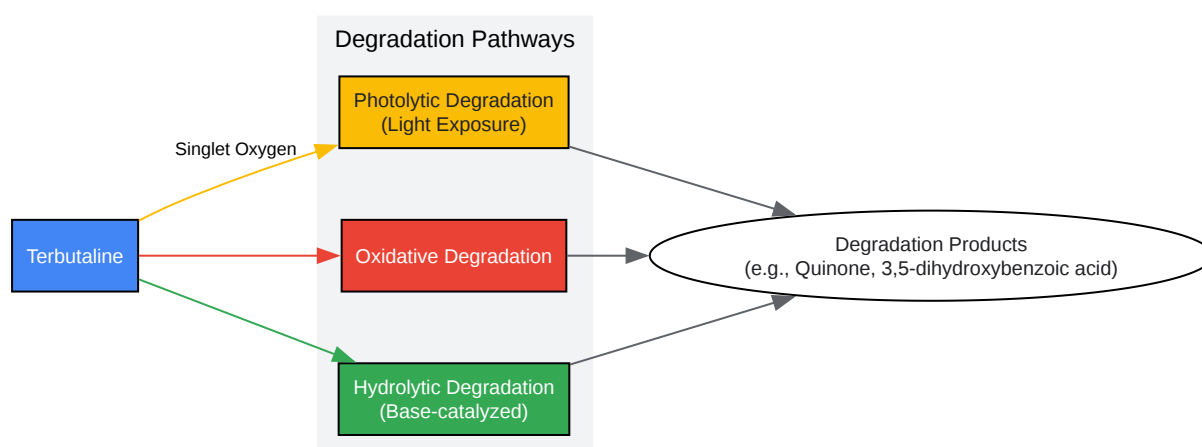 Degradation Pathways
Photolytic Degradation
(Light Exposure)
Singlet Oxygen
Terbutaline
Oxidative Degradation
Degradation Products
(e.g., Quinone, 3,5-dihydroxybenzoic acid)
Hydrolytic Degradation
(Base-catalyzed)